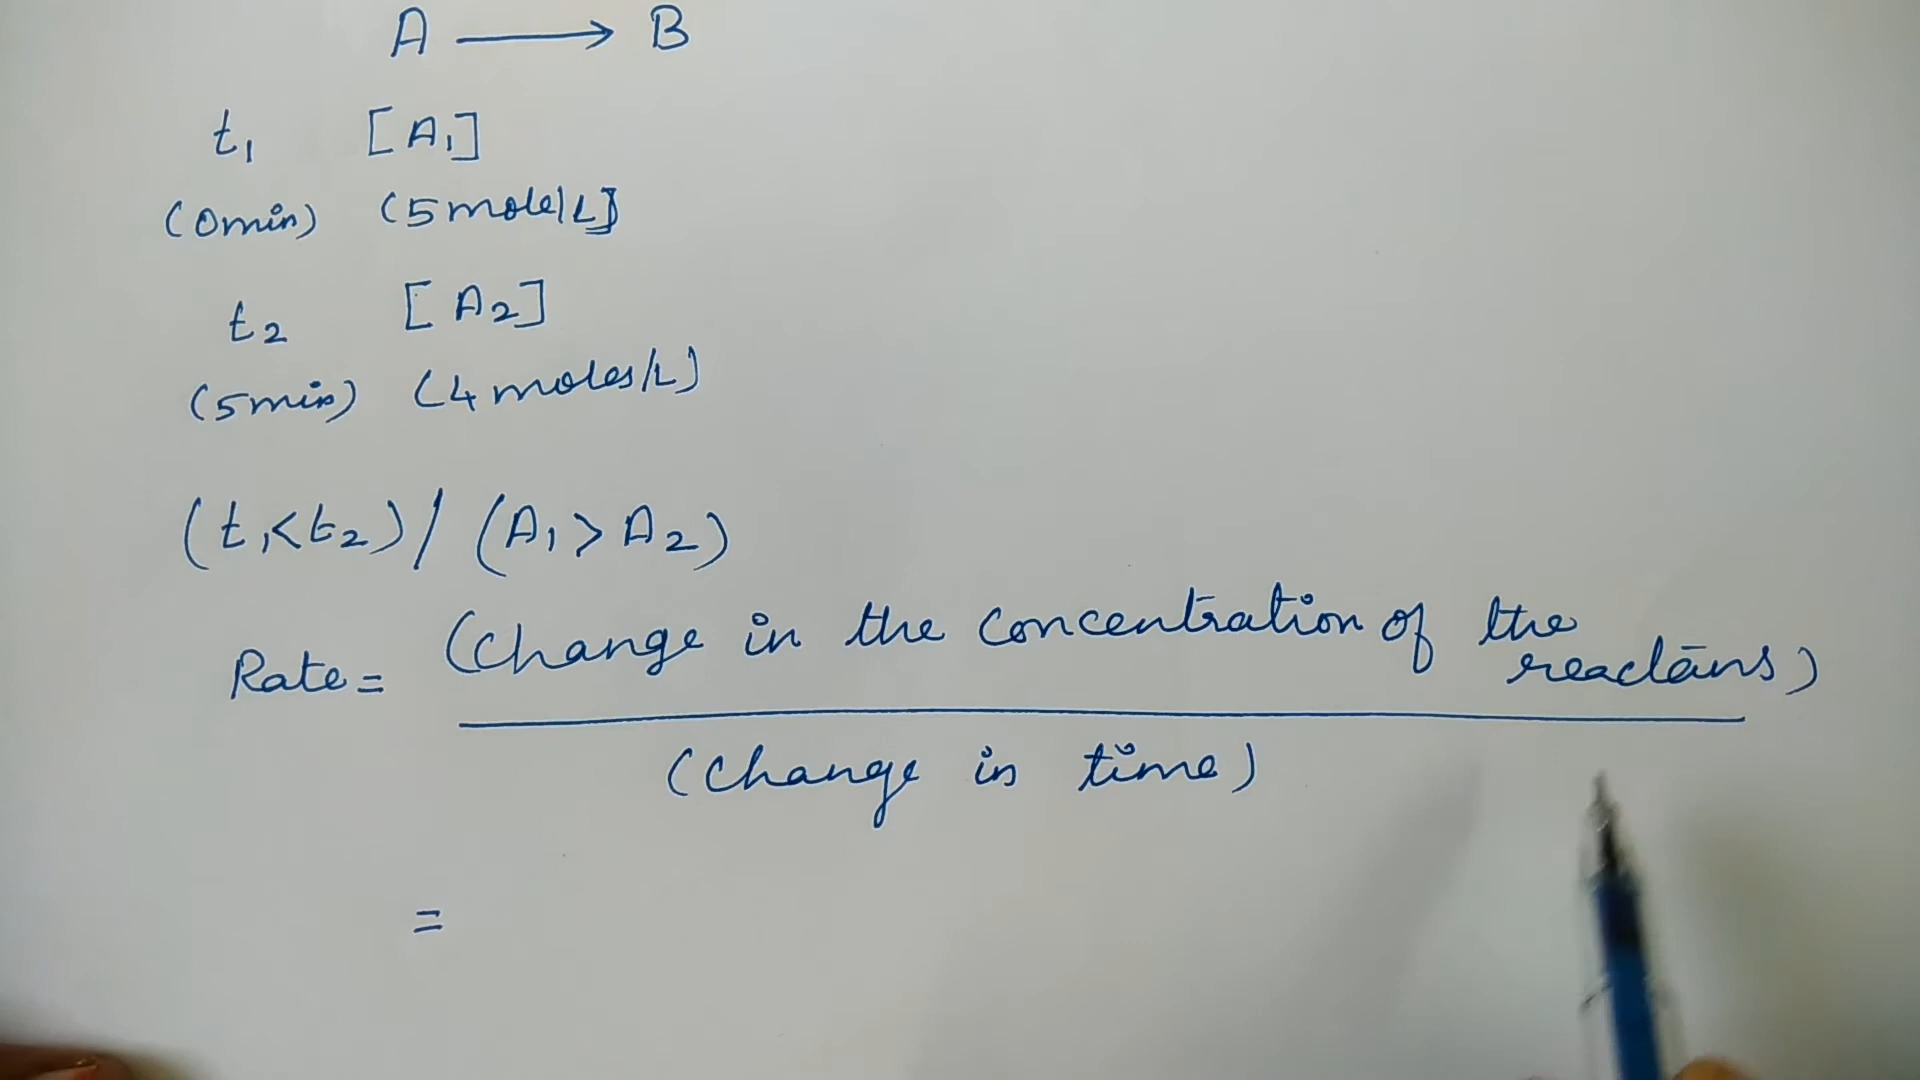 A ⟶ B
t₁ [A₁]
(0min) (5mole/L]
t₂ [A₂]
(5min) (4moles/L)
(t₁<t₂)/(A₁>A₂)
Rate = (change in the concentration of the reactans)
(change in time)
=